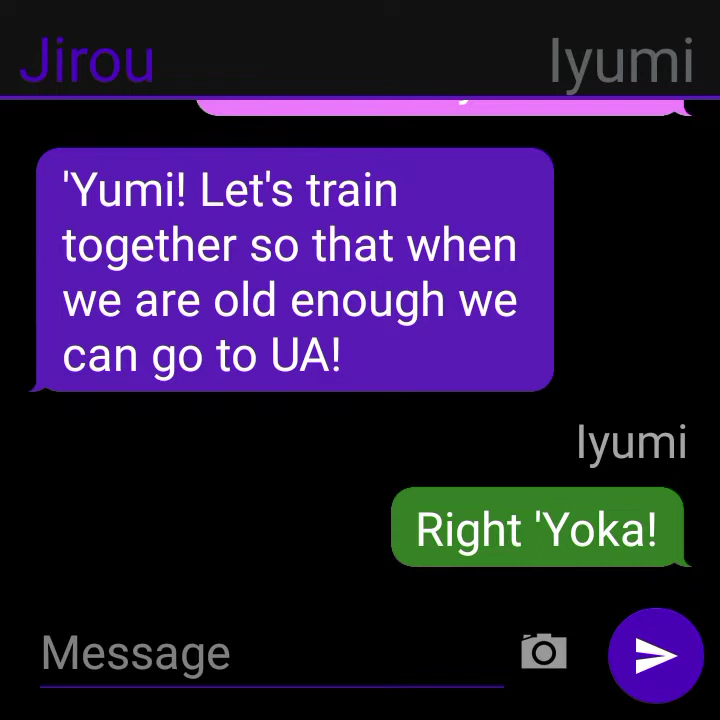 Jirou
Iyumi
'Yumi! Let's train
together so that when
we are old enough we
can go to UA!
Iyumi
Right 'Yoka!
Message